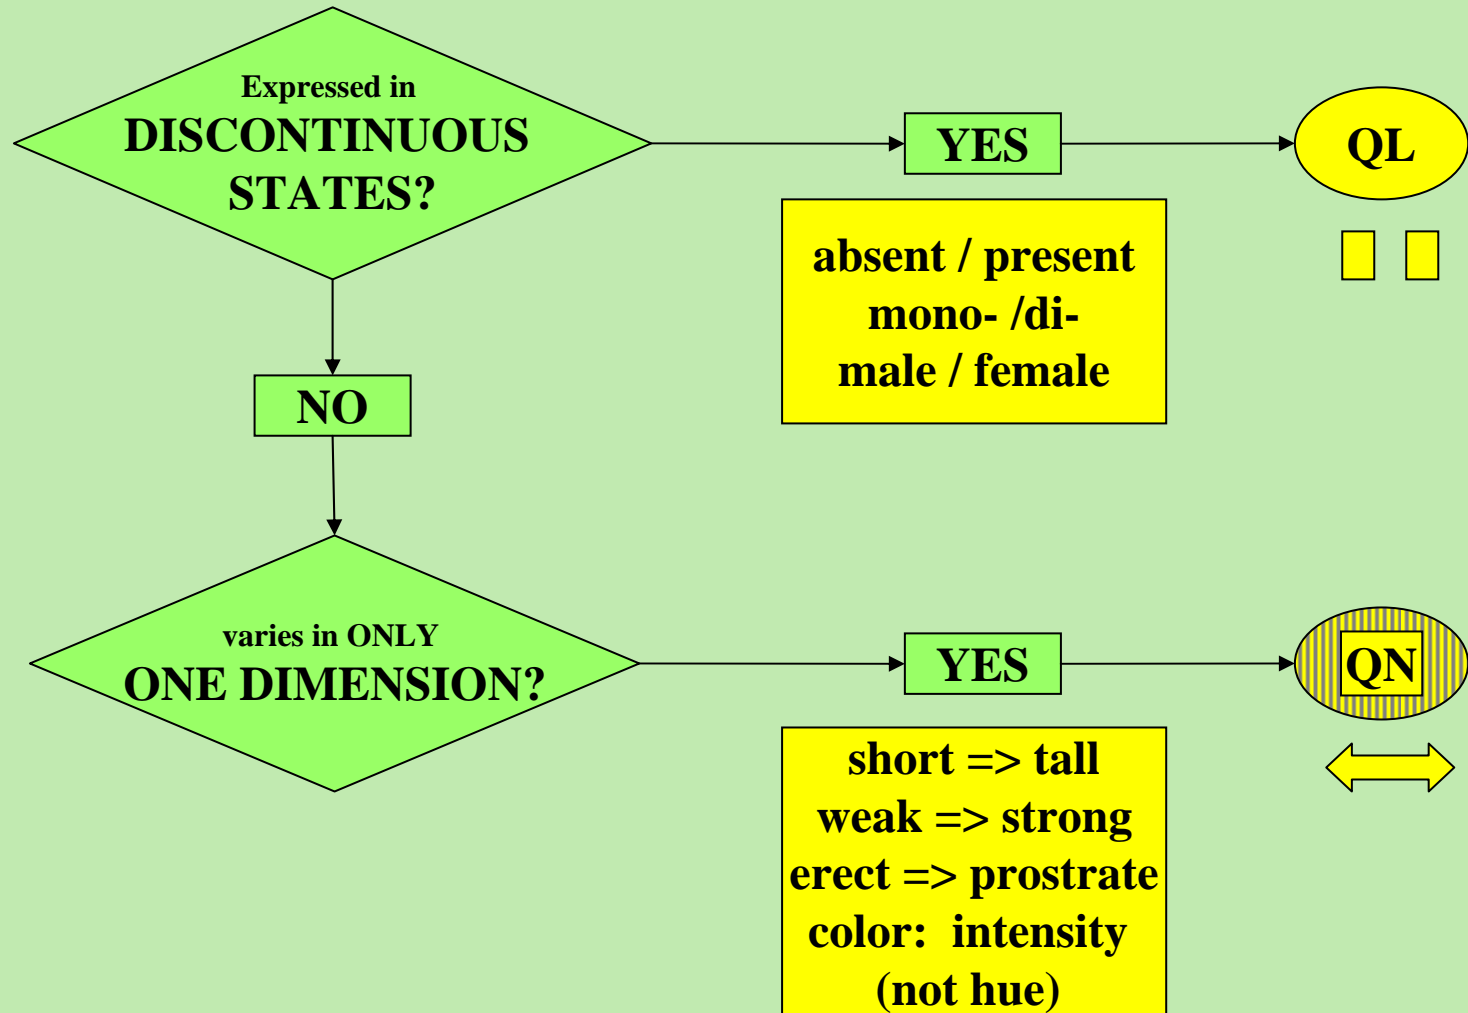 Expressed in
DISCONTINUOUS
STATES?
YES
QL
absent / present
mono- /di-
male / female
NO
varies in ONLY
ONE DIMENSION?
YES
QN
short => tall
weak => strong
erect => prostrate
color:  intensity
(not hue)